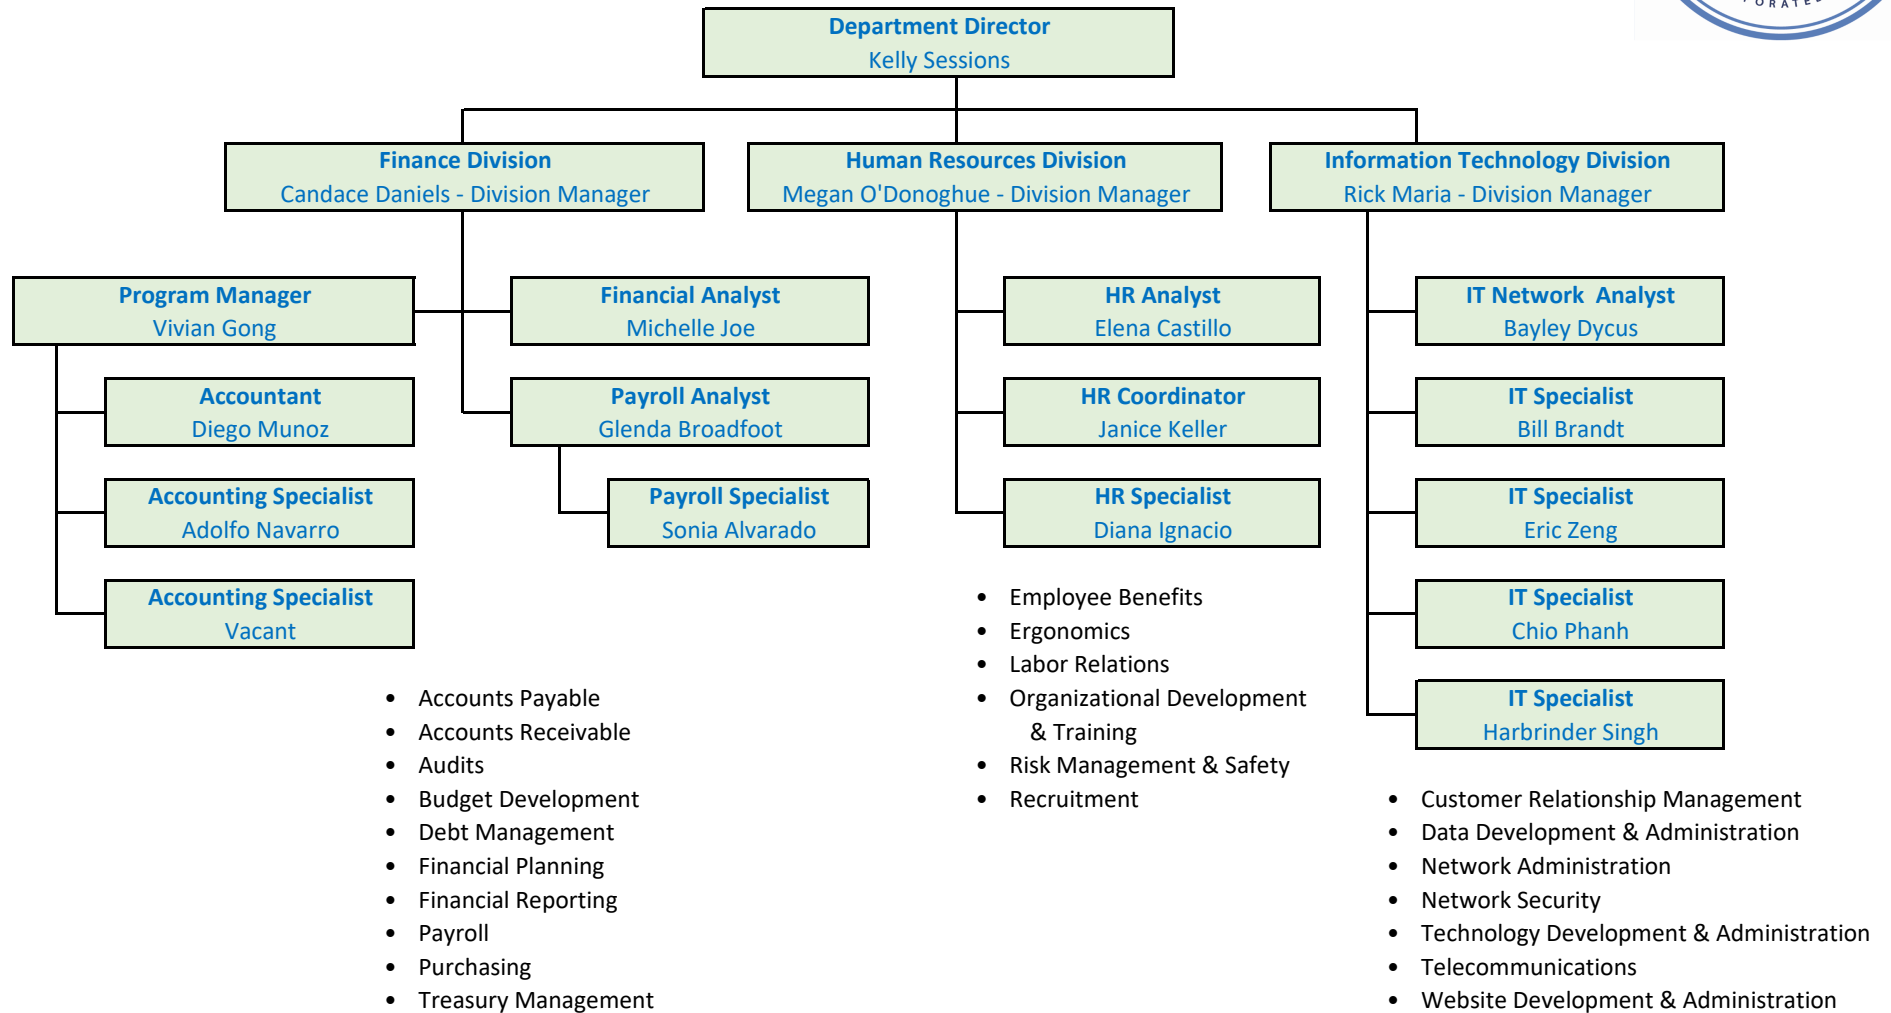 ORATE
Department Director
Kelly Sessions
Finance Division
Candace Daniels - Division Manager
Human Resources Division
Megan O'Donoghue - Division Manager
Information Technology Division
Rick Maria - Division Manager
Program Manager
Vivian Gong
Accountant
Diego Munoz
Accounting Specialist
Adolfo Navarro
Accounting Specialist
Vacant
Financial Analyst
Michelle Joe
Payroll Analyst
Glenda Broadfoot
Payroll Specialist
Sonia Alvarado
• Accounts Payable
• Accounts Receivable
• Audits
• Budget Development
• Debt Management
• Financial Planning
• Financial Reporting
• Payroll
• Purchasing
• Treasury Management
HR Analyst
Elena Castillo
HR Coordinator
Janice Keller
HR Specialist
Diana Ignacio
• Employee Benefits
• Ergonomics
• Labor Relations
• Organizational Development
& Training
• Risk Management & Safety
• Recruitment
IT Network  Analyst
Bayley Dycus
IT Specialist
Bill Brandt
IT Specialist
Eric Zeng
IT Specialist
Chio Phanh
IT Specialist
Harbrinder Singh
• Customer Relationship Management
• Data Development & Administration
• Network Administration
• Network Security
• Technology Development & Administration
• Telecommunications
• Website Development & Administration